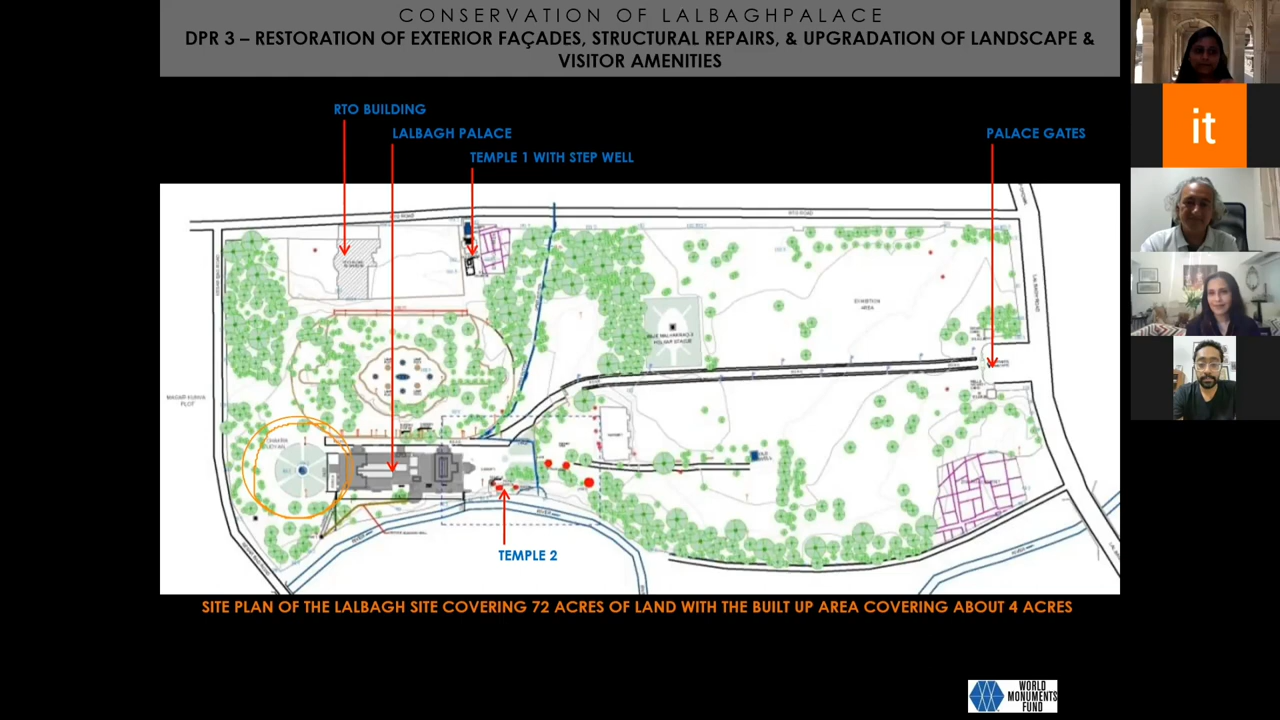 CONSERVATION OF LALBAGHPALACE
DPR 3 – RESTORATION OF EXTERIOR FAÇADES, STRUCTURAL REPAIRS, & UPGRADATION OF LANDSCAPE &
VISITOR AMENITIES
RTO BUILDING
LALBAGH PALACE
PALACE GATES
TEMPLE 1 WITH STEP WELL
it
EXHIBITION
AREA
TEMPLE 2
SITE PLAN OF THE LALBAGH SITE COVERING 72 ACRES OF LAND WITH THE BUILT UP AREA COVERING ABOUT 4 ACRES
WORLD
MONUMENTS
FUND